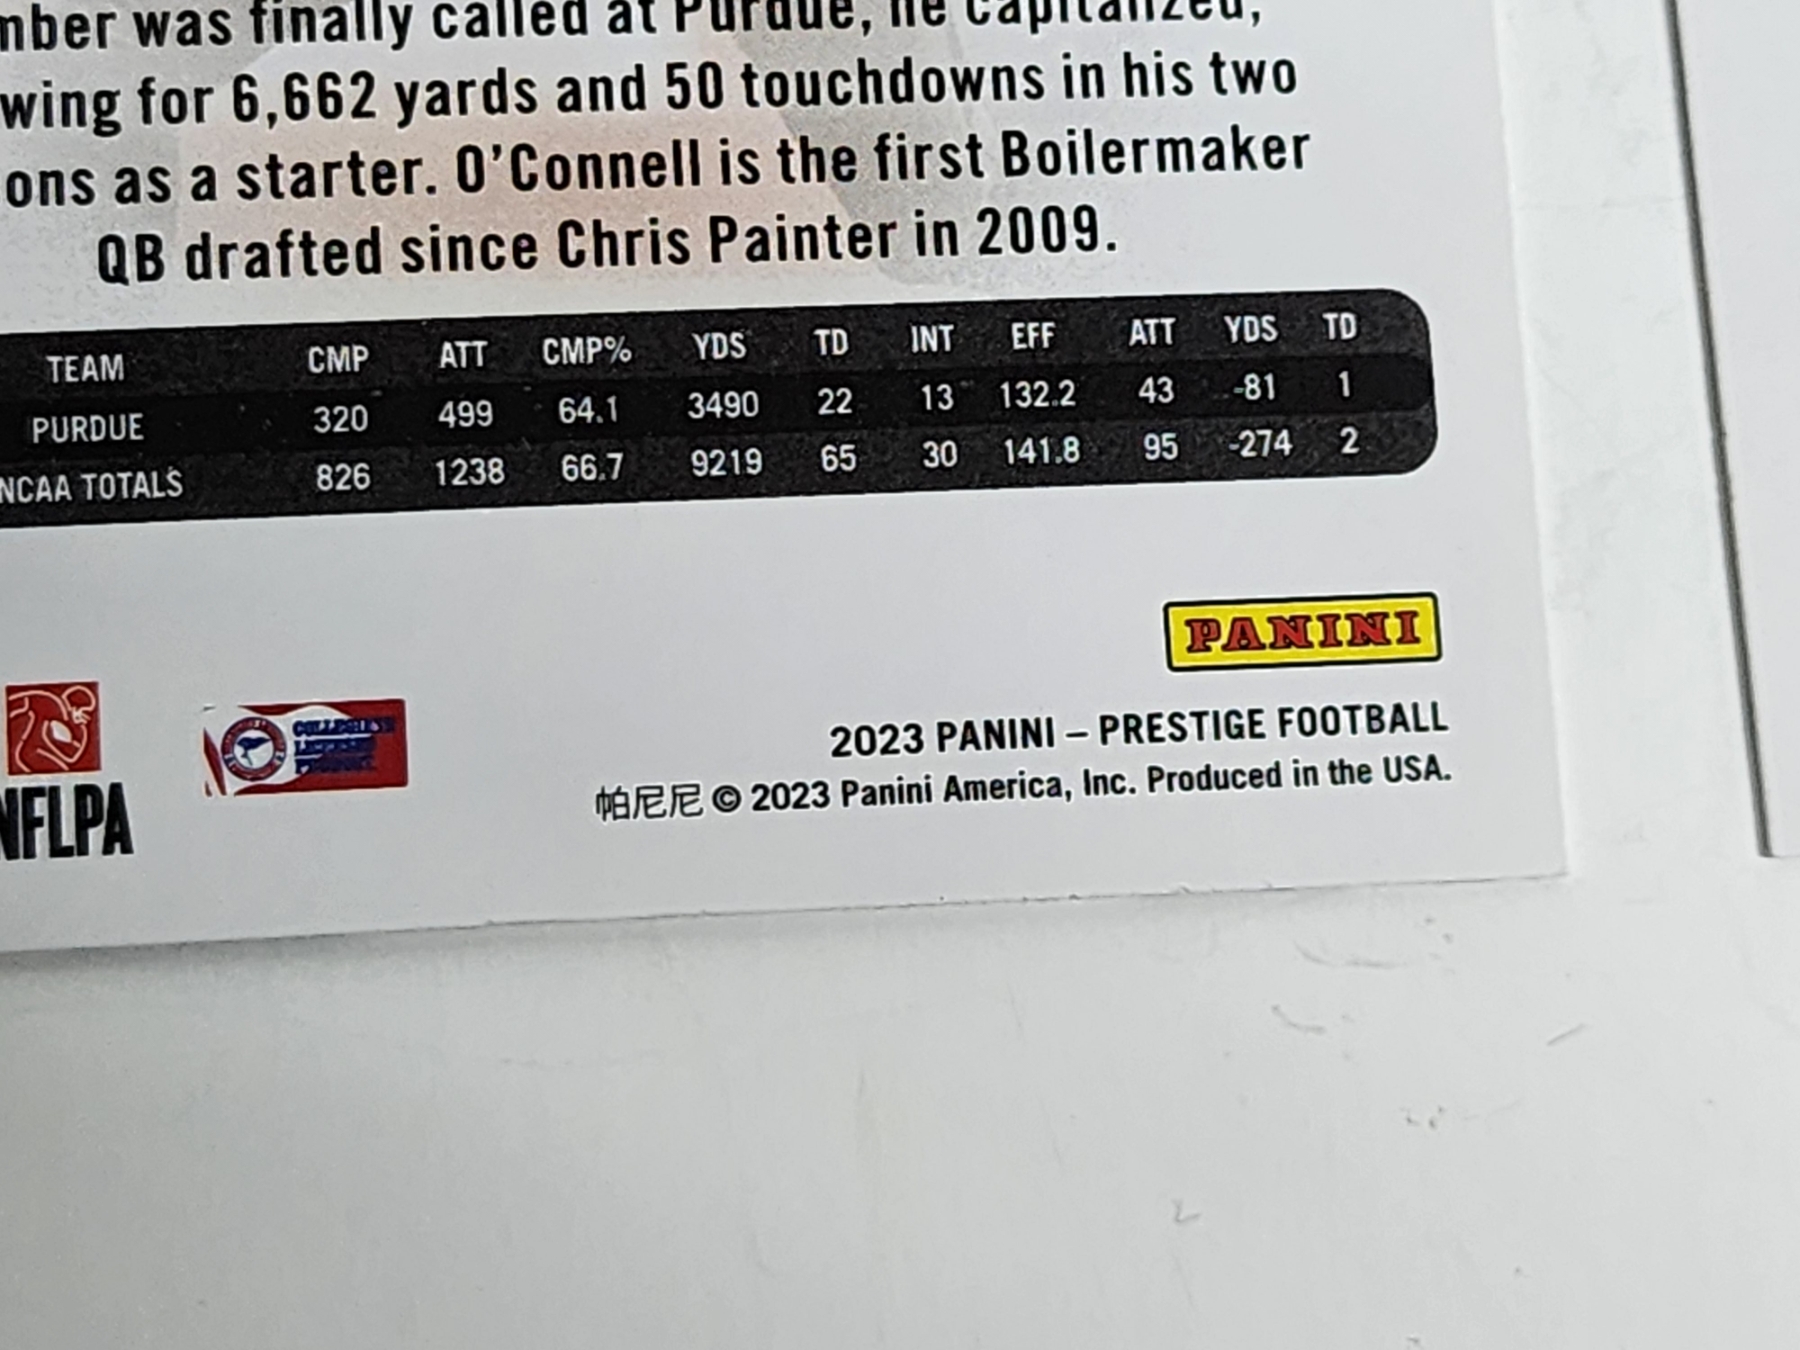 mber was finally called at Purdue, he capitalized,
wing for 6,662 yards and 50 touchdowns in his two
ons as a starter. O'Connell is the first Boilermaker
QB drafted since Chris Painter in 2009.
TEAM CMP ATT CMP% YDS TD INT EFF ATT YDS TD
PURDUE 320 499 64.1 3490 22 13 132.2 43 -81 1
NCAA TOTALS 826 1238 66.7 9219 65 30 141.8 95 -274 2
PANINI
NFLPA
COLLEGIATE
LICENSED
PRODUCT
2023 PANINI – PRESTIGE FOOTBALL
帕尼尼 © 2023 Panini America, Inc. Produced in the USA.